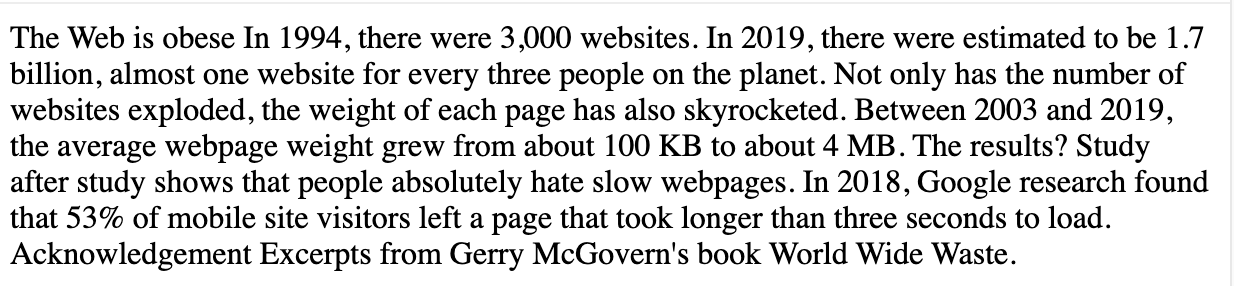 The Web is obese In 1994, there were 3,000 websites. In 2019, there were estimated to be 1.7
billion, almost one website for every three people on the planet. Not only has the number of
websites exploded, the weight of each page has also skyrocketed. Between 2003 and 2019,
the average webpage weight grew from about 100 KB to about 4 MB. The results? Study
after study shows that people absolutely hate slow webpages. In 2018, Google research found
that 53% of mobile site visitors left a page that took longer than three seconds to load.
Acknowledgement Excerpts from Gerry McGovern's book World Wide Waste.